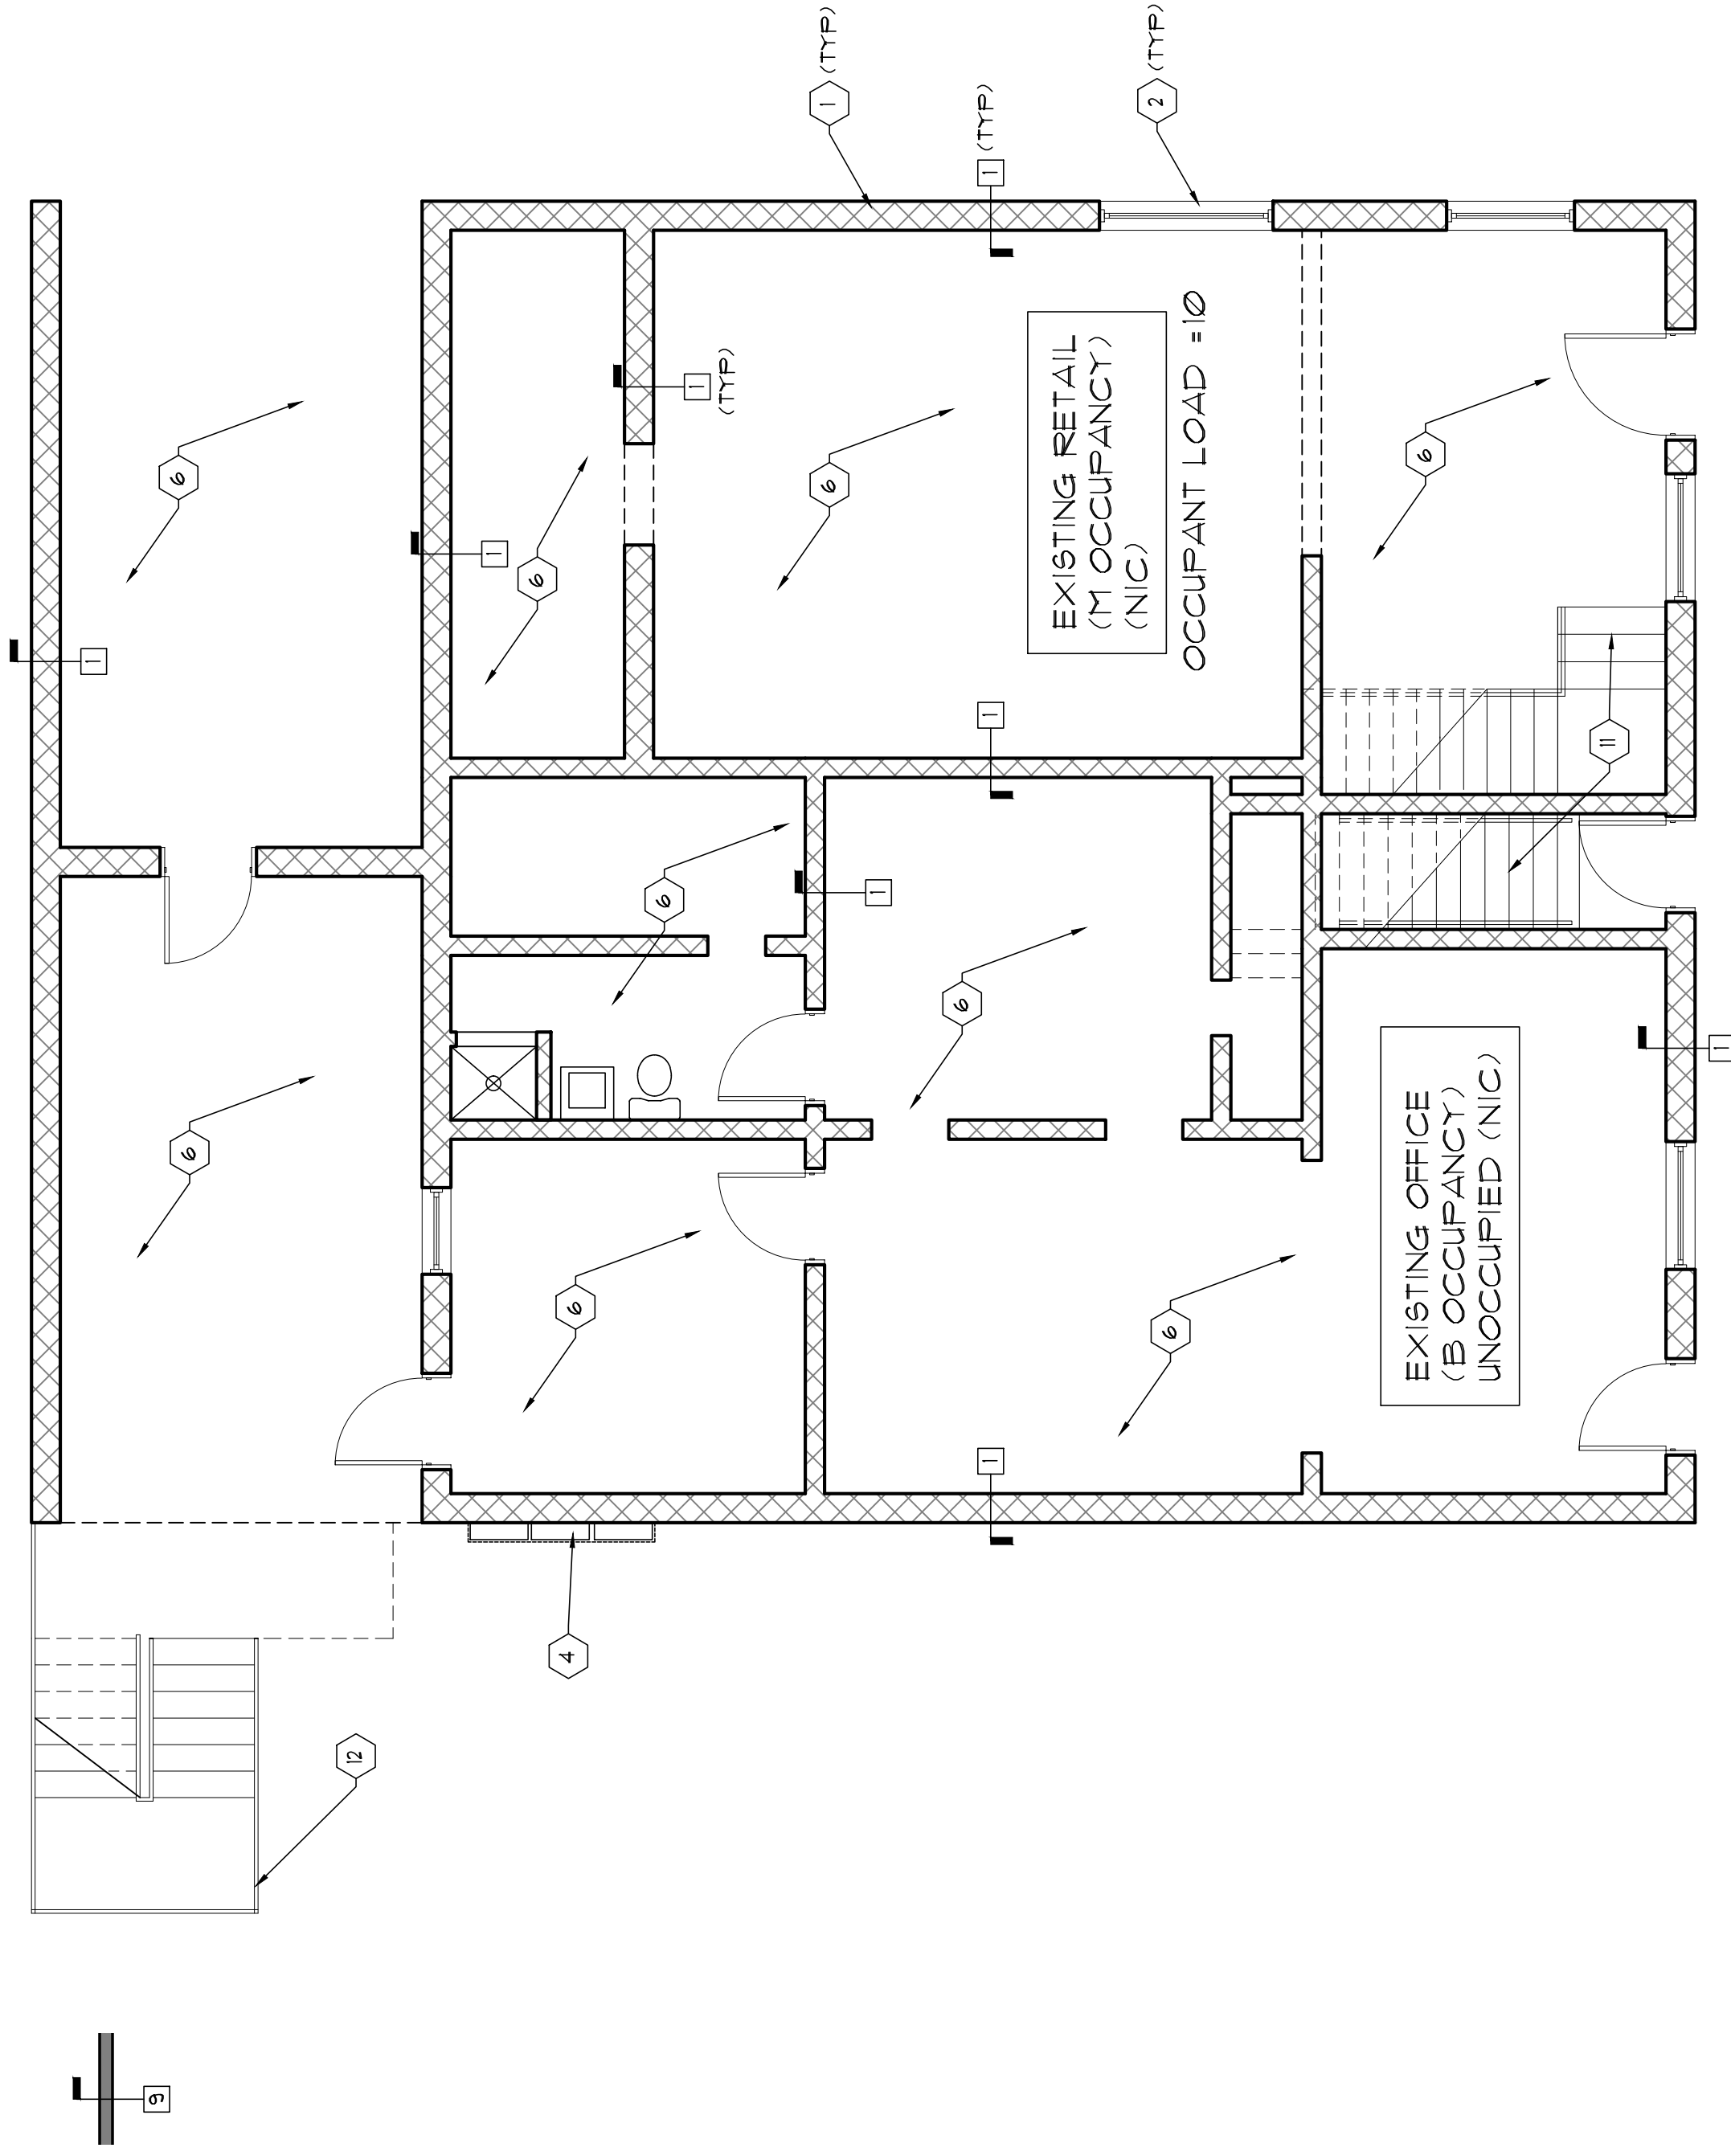 1
9
6
6
12
1
6
4
6
6
1
(TYP)
6
1 (TYP)
1
6
1
1
1 (TYP)
EXISTING RETAIL
(M OCCUPANCY)
(NIC)
2 (TYP)
6
OCCUPANT LOAD =10
6
EXISTING OFFICE
(B OCCUPANCY)
UNOCCUPIED (NIC)
11
1